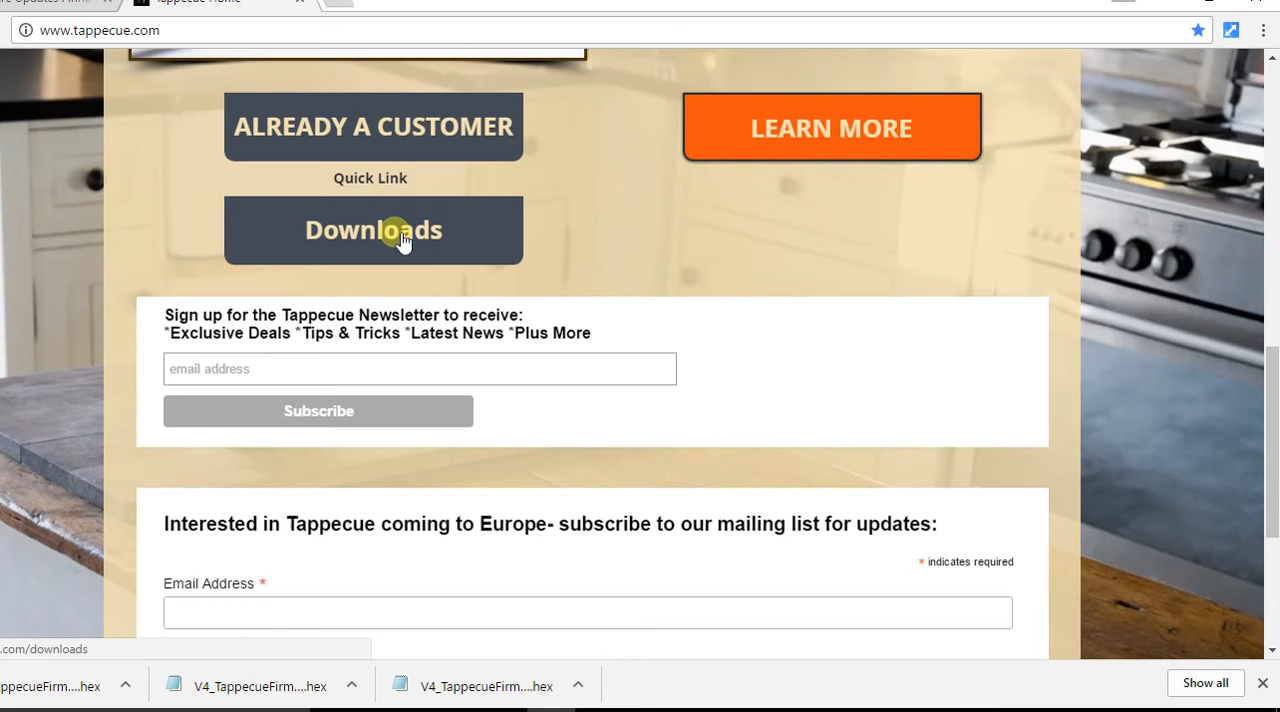 www.tappecue.com
ALREADY A CUSTOMER
LEARN MORE
Quick Link
Downloads
Sign up for the Tappecue Newsletter to receive:
*Exclusive Deals *Tips & Tricks *Latest News *Plus More
email address
Subscribe
Interested in Tappecue coming to Europe- subscribe to our mailing list for updates:
* indicates required
Email Address *
.com/downloads
ppecueFirm....hex
V4_TappecueFirm....hex
V4_TappecueFirm....hex
Show all